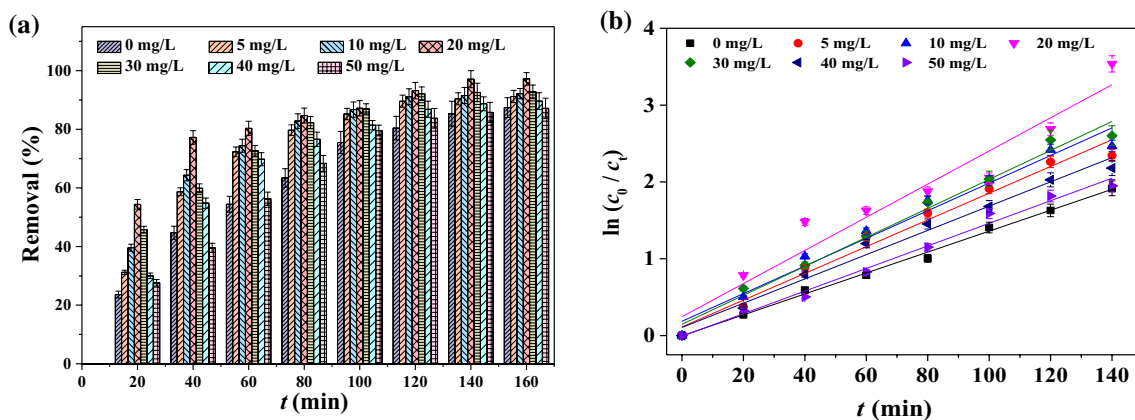 (a)
0 mg/L 5 mg/L 10 mg/L 20 mg/L
30 mg/L 40 mg/L 50 mg/L
Removal (%)
100
80
60
40
20
0
0 20 40 60 80 100 120 140 160
t (min)
(b)
0 mg/L 5 mg/L 10 mg/L 20 mg/L
30 mg/L 40 mg/L 50 mg/L
ln (c₀ / cₜ)
4
3
2
1
0
0 20 40 60 80 100 120 140
t (min)